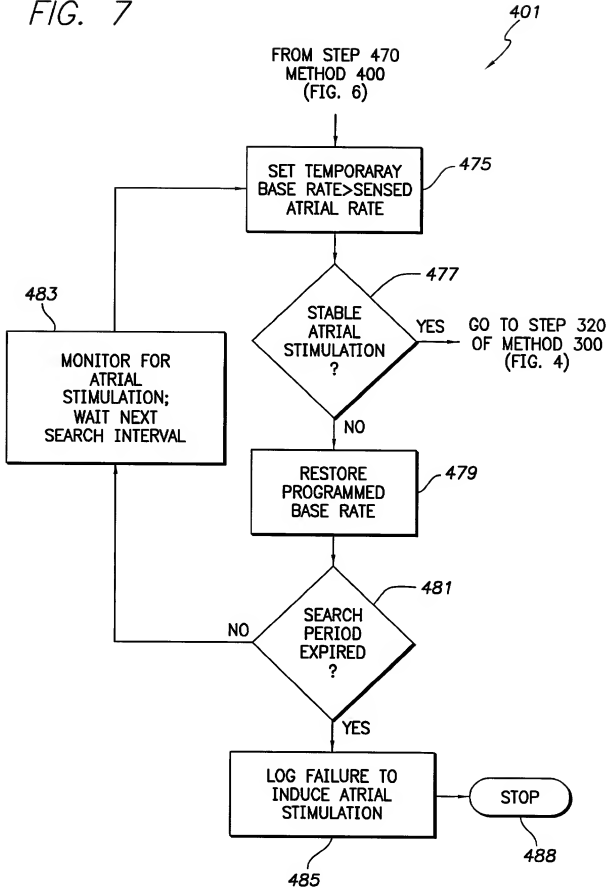 FIG. 7
401
FROM STEP 470
METHOD 400
(FIG. 6)
SET TEMPORARAY
BASE RATE>SENSED
ATRIAL RATE
475
477
STABLE
ATRIAL
STIMULATION
?
YES
GO TO STEP 320
OF METHOD 300
(FIG. 4)
483
MONITOR FOR
ATRIAL
STIMULATION;
WAIT NEXT
SEARCH INTERVAL
NO
RESTORE
PROGRAMMED
BASE RATE
479
481
SEARCH
PERIOD
EXPIRED
?
NO
YES
LOG FAILURE TO
INDUCE ATRIAL
STIMULATION
485
STOP
488